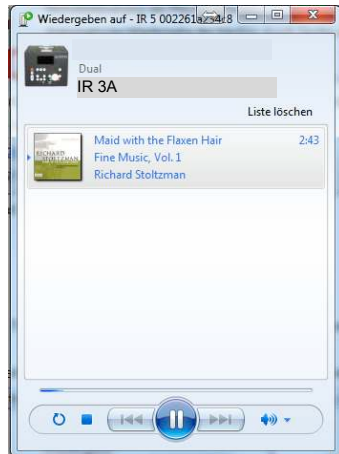 Wiedergeben auf - IR 5 002261a2s4c8
Dual
IR 3A
Liste löschen
Maid with the Flaxen Hair 2:43
Fine Music, Vol. 1
Richard Stoltzman
RICHARD
STOLTZMAN